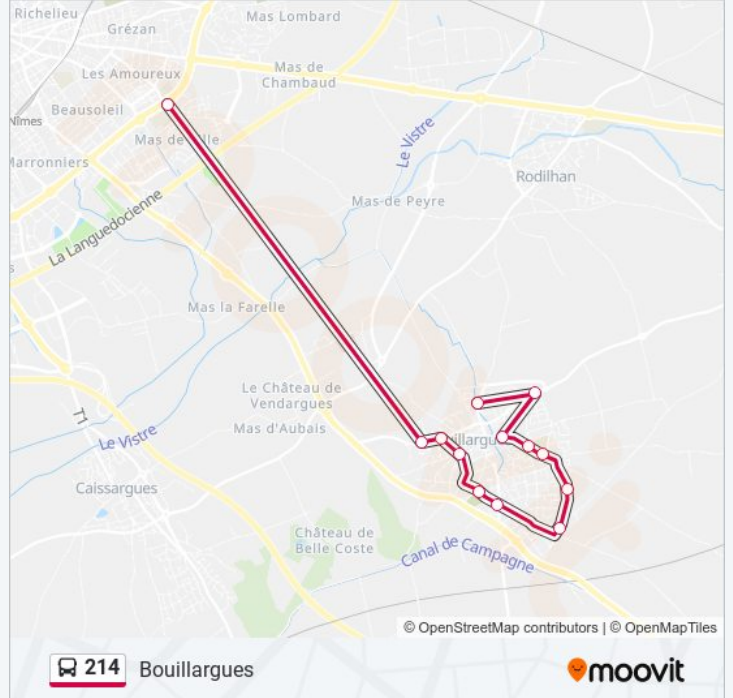 Richelieu
Mas Lombard
Grézan
Les Amoureux
Mas de
Chambaud
Beausoleil
Nîmes
Mas de
lle
Marronniers
Le Vistre
Rodilhan
Mas de Peyre
La Languedocienne
s
Mas la Farelle
Le Château de
Vendargues
Mas d'Aubais
T1
Le Vistre
uillargu
Caissargues
Château de
Belle Coste
Canal de Campagne
© OpenStreetMap contributors | © OpenMapTiles
214 Bouillargues
moovit